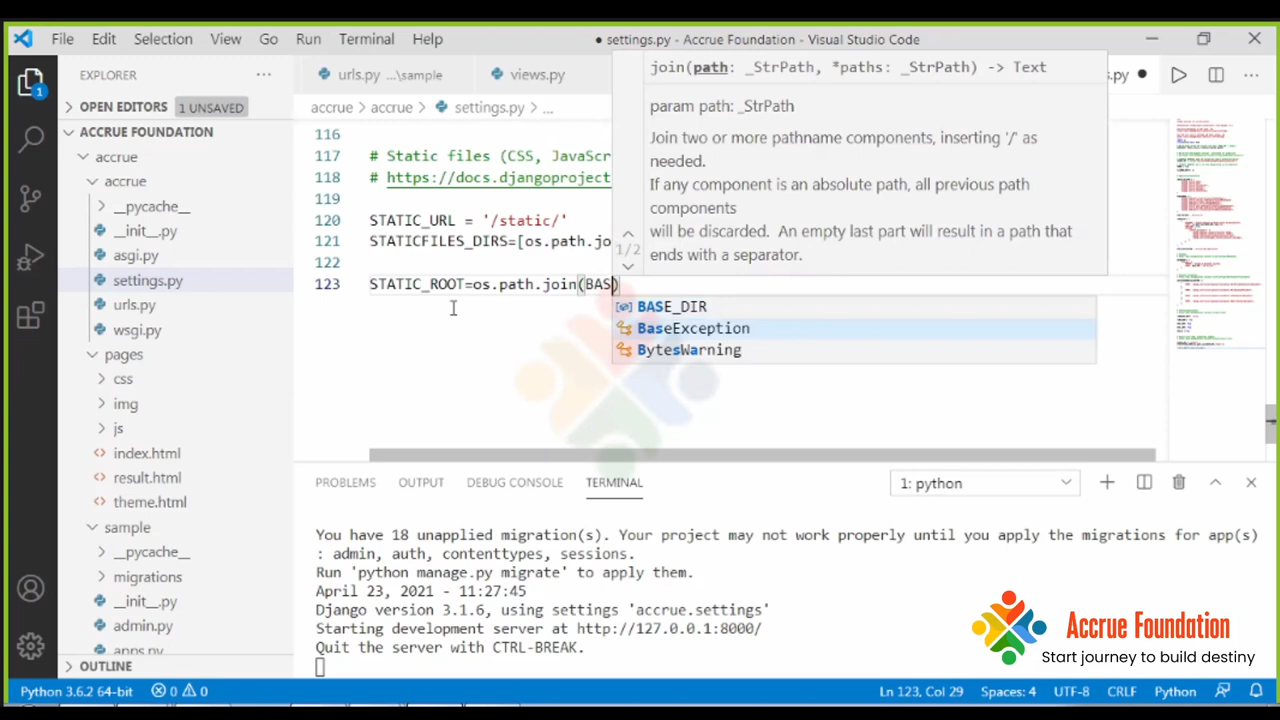 File Edit Selection View Go Run Terminal Help
● settings.py - Accrue Foundation - Visual Studio Code
EXPLORER
urls.py ...\sample
views.py
.py
1
OPEN EDITORS 1 UNSAVED
ACCRUE FOUNDATION
accrue
accrue
__pycache__
__init__.py
asgi.py
settings.py
urls.py
wsgi.py
pages
css
img
js
index.html
result.html
theme.html
sample
__pycache__
migrations
__init__.py
admin.py
apps.py
OUTLINE
accrue > accrue > settings.py > ...
116
117 # Static files (CSS, JavaScr
118 # https://docs.djangoproject
119
120 STATIC_URL = '/static/'
121 STATICFILES_DIRS=[os.path.jo
122
123 STATIC_ROOT=os.path.join(BAS)
join(path: _StrPath, *paths: _StrPath) -> Text
param path: _StrPath
Join two or more pathname components, inserting '/' as
needed.
If any component is an absolute path, all previous path
components
will be discarded. An empty last part will result in a path that
ends with a separator.
1/2
BASE_DIR
BaseException
BytesWarning
PROBLEMS OUTPUT DEBUG CONSOLE TERMINAL
1: python
You have 18 unapplied migration(s). Your project may not work properly until you apply the migrations for app(s)
: admin, auth, contenttypes, sessions.
Run 'python manage.py migrate' to apply them.
April 23, 2021 - 11:27:45
Django version 3.1.6, using settings 'accrue.settings'
Starting development server at http://127.0.0.1:8000/
Quit the server with CTRL-BREAK.
Accrue Foundation
Start journey to build destiny
Python 3.6.2 64-bit 0 0 Ln 123, Col 29 Spaces: 4 UTF-8 CRLF Python